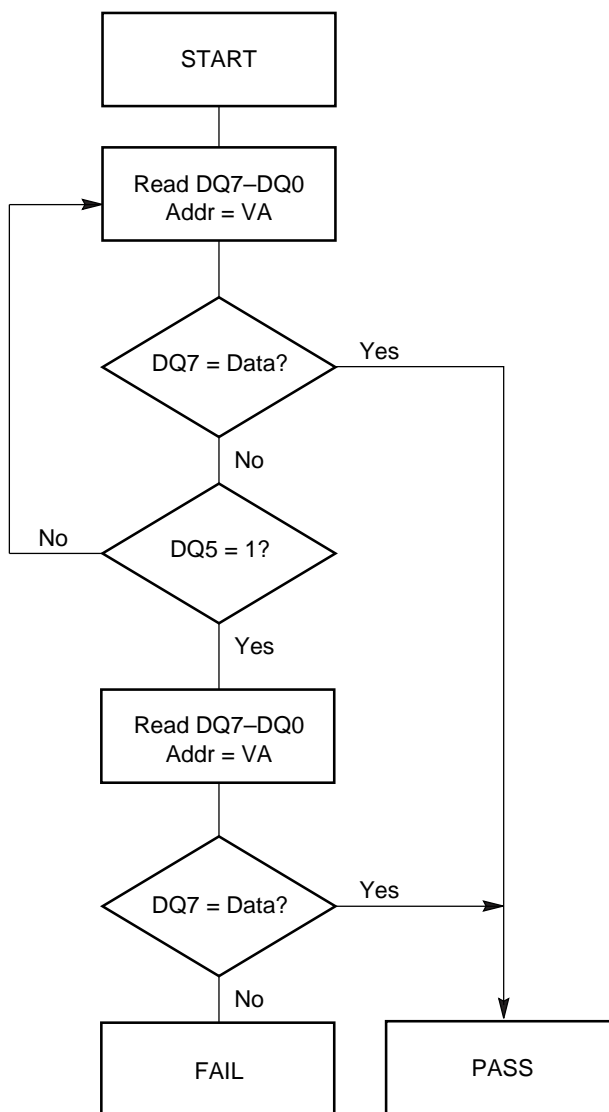 START
Read DQ7–DQ0
Addr = VA
DQ7 = Data?
Yes
No
No
DQ5 = 1?
Yes
Read DQ7–DQ0
Addr = VA
DQ7 = Data?
Yes
No
FAIL
PASS